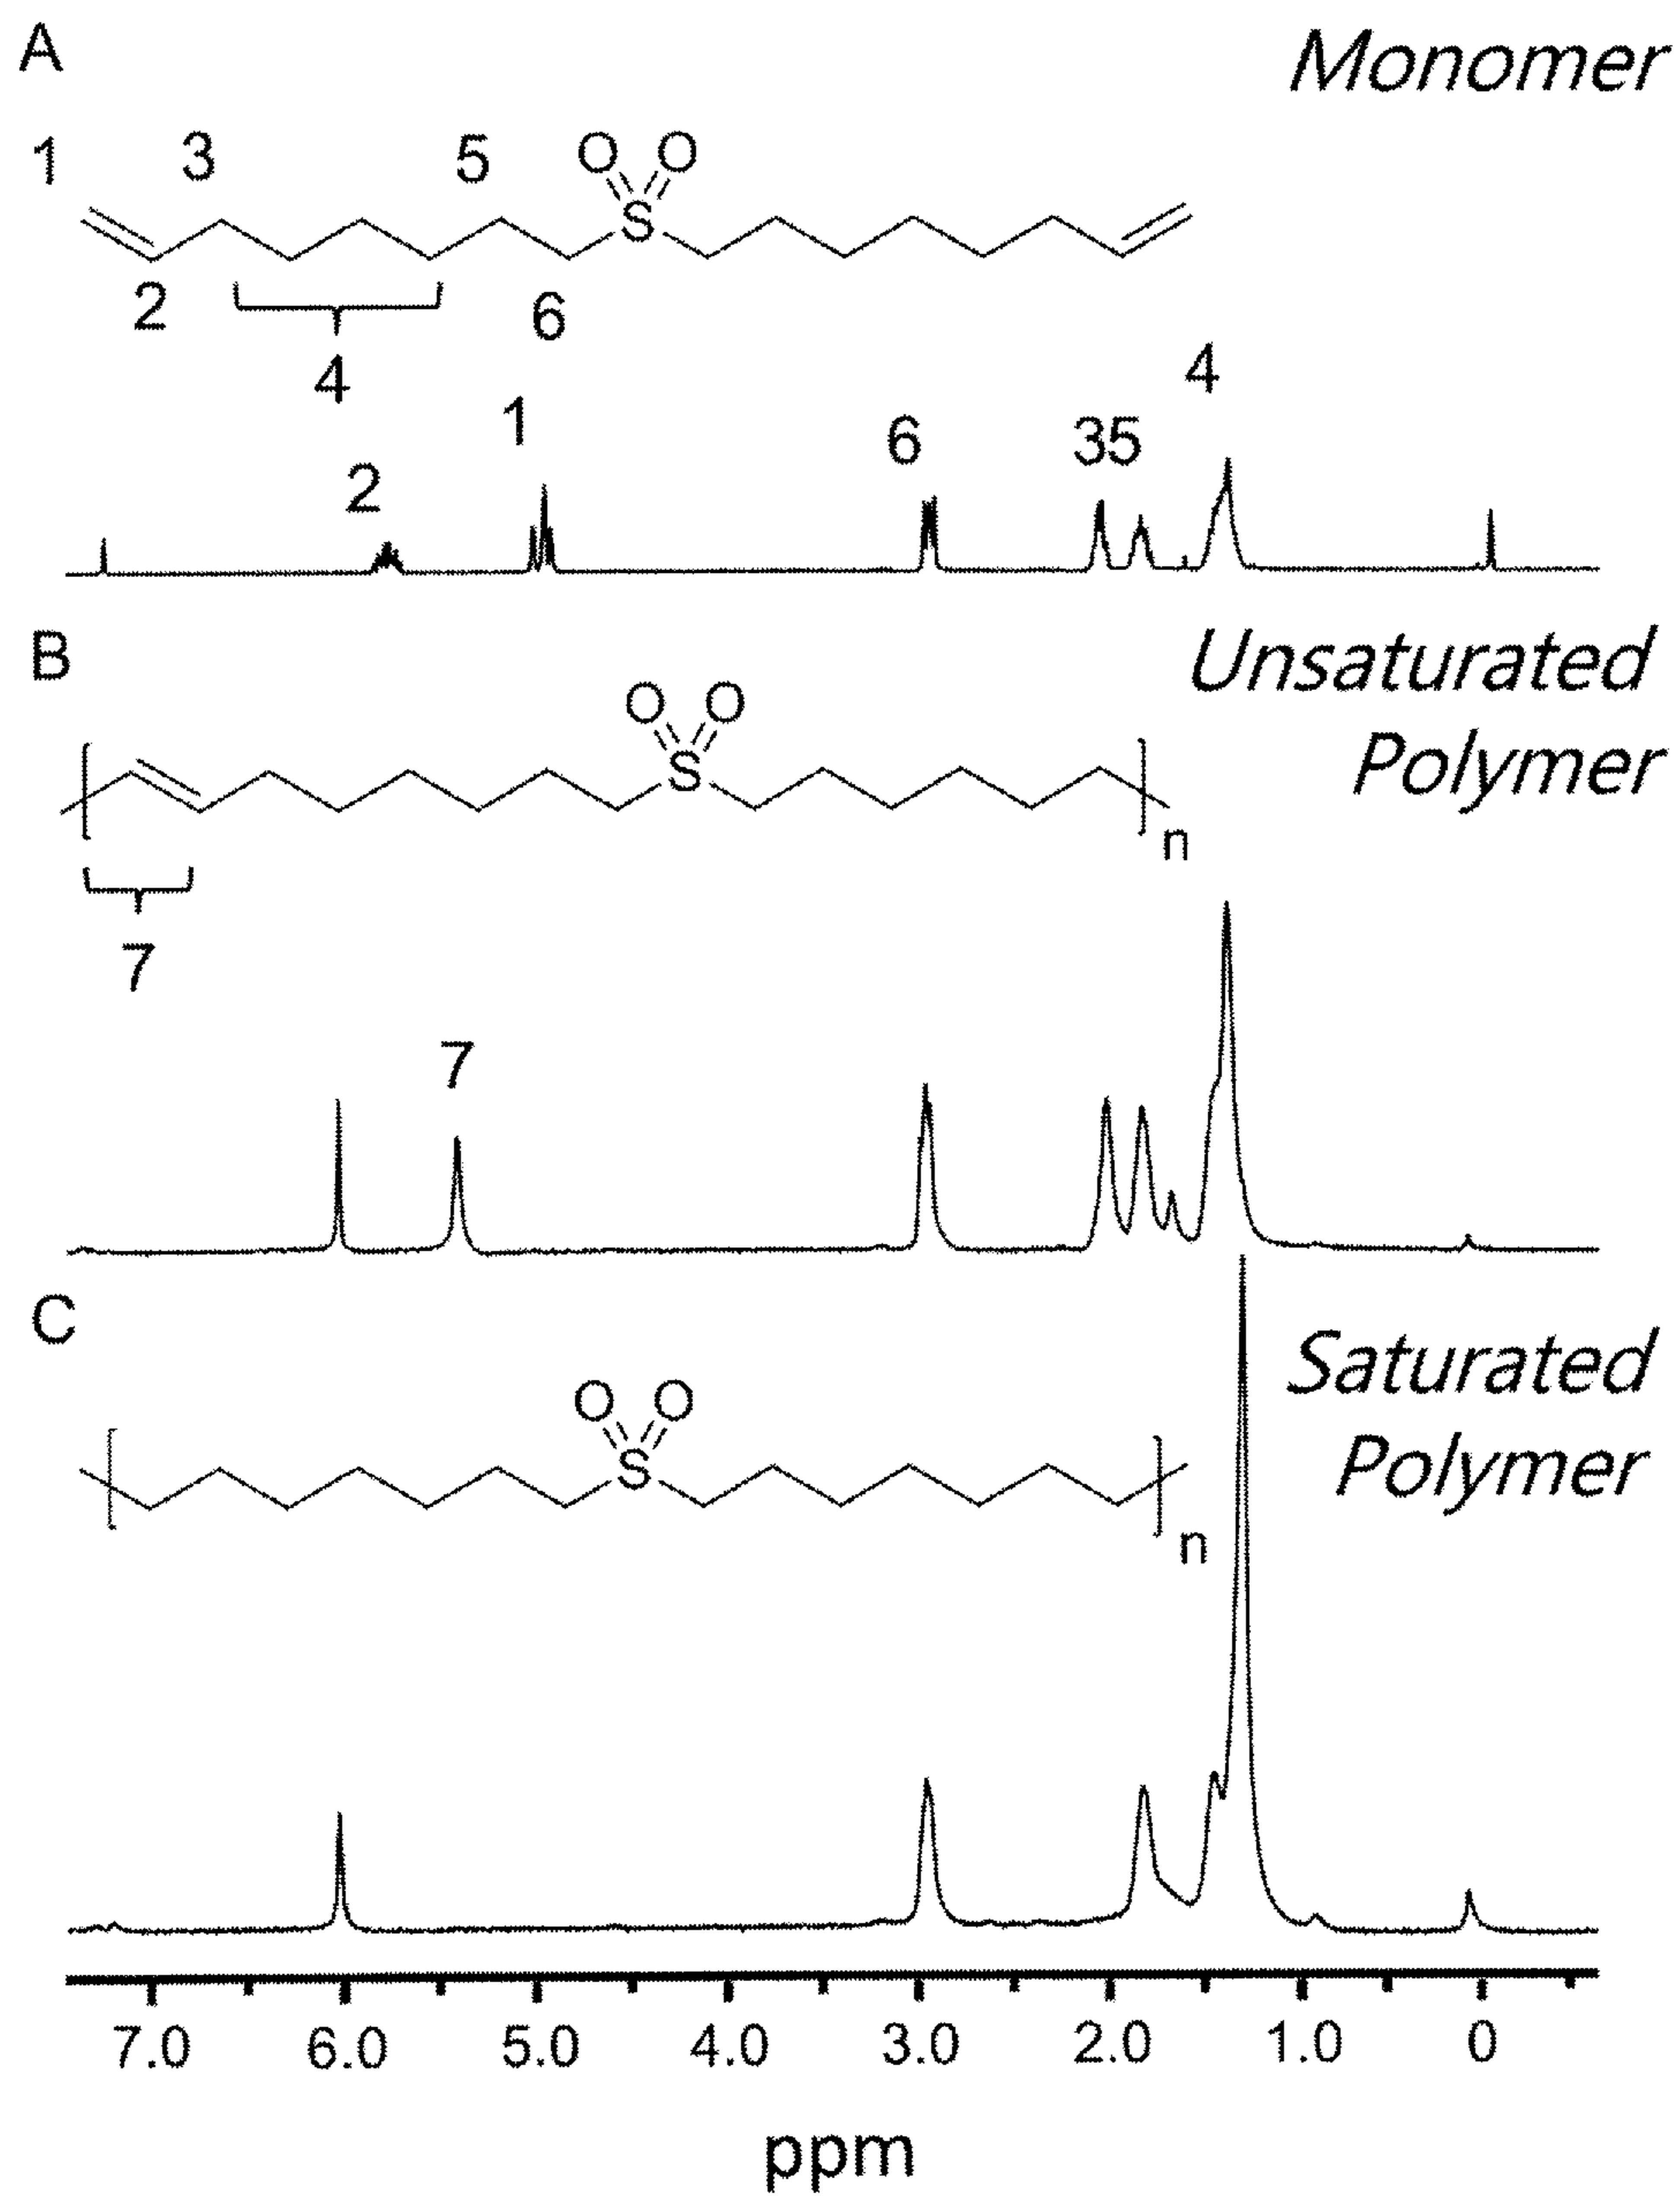 A
Monomer
1 3 5 O O
S
2 4 6
1 4
2 6 35
B
Unsaturated
Polymer
O O
S
n
7
7
C
Saturated
Polymer
O O
S
n
7.0 6.0 5.0 4.0 3.0 2.0 1.0 0
ppm